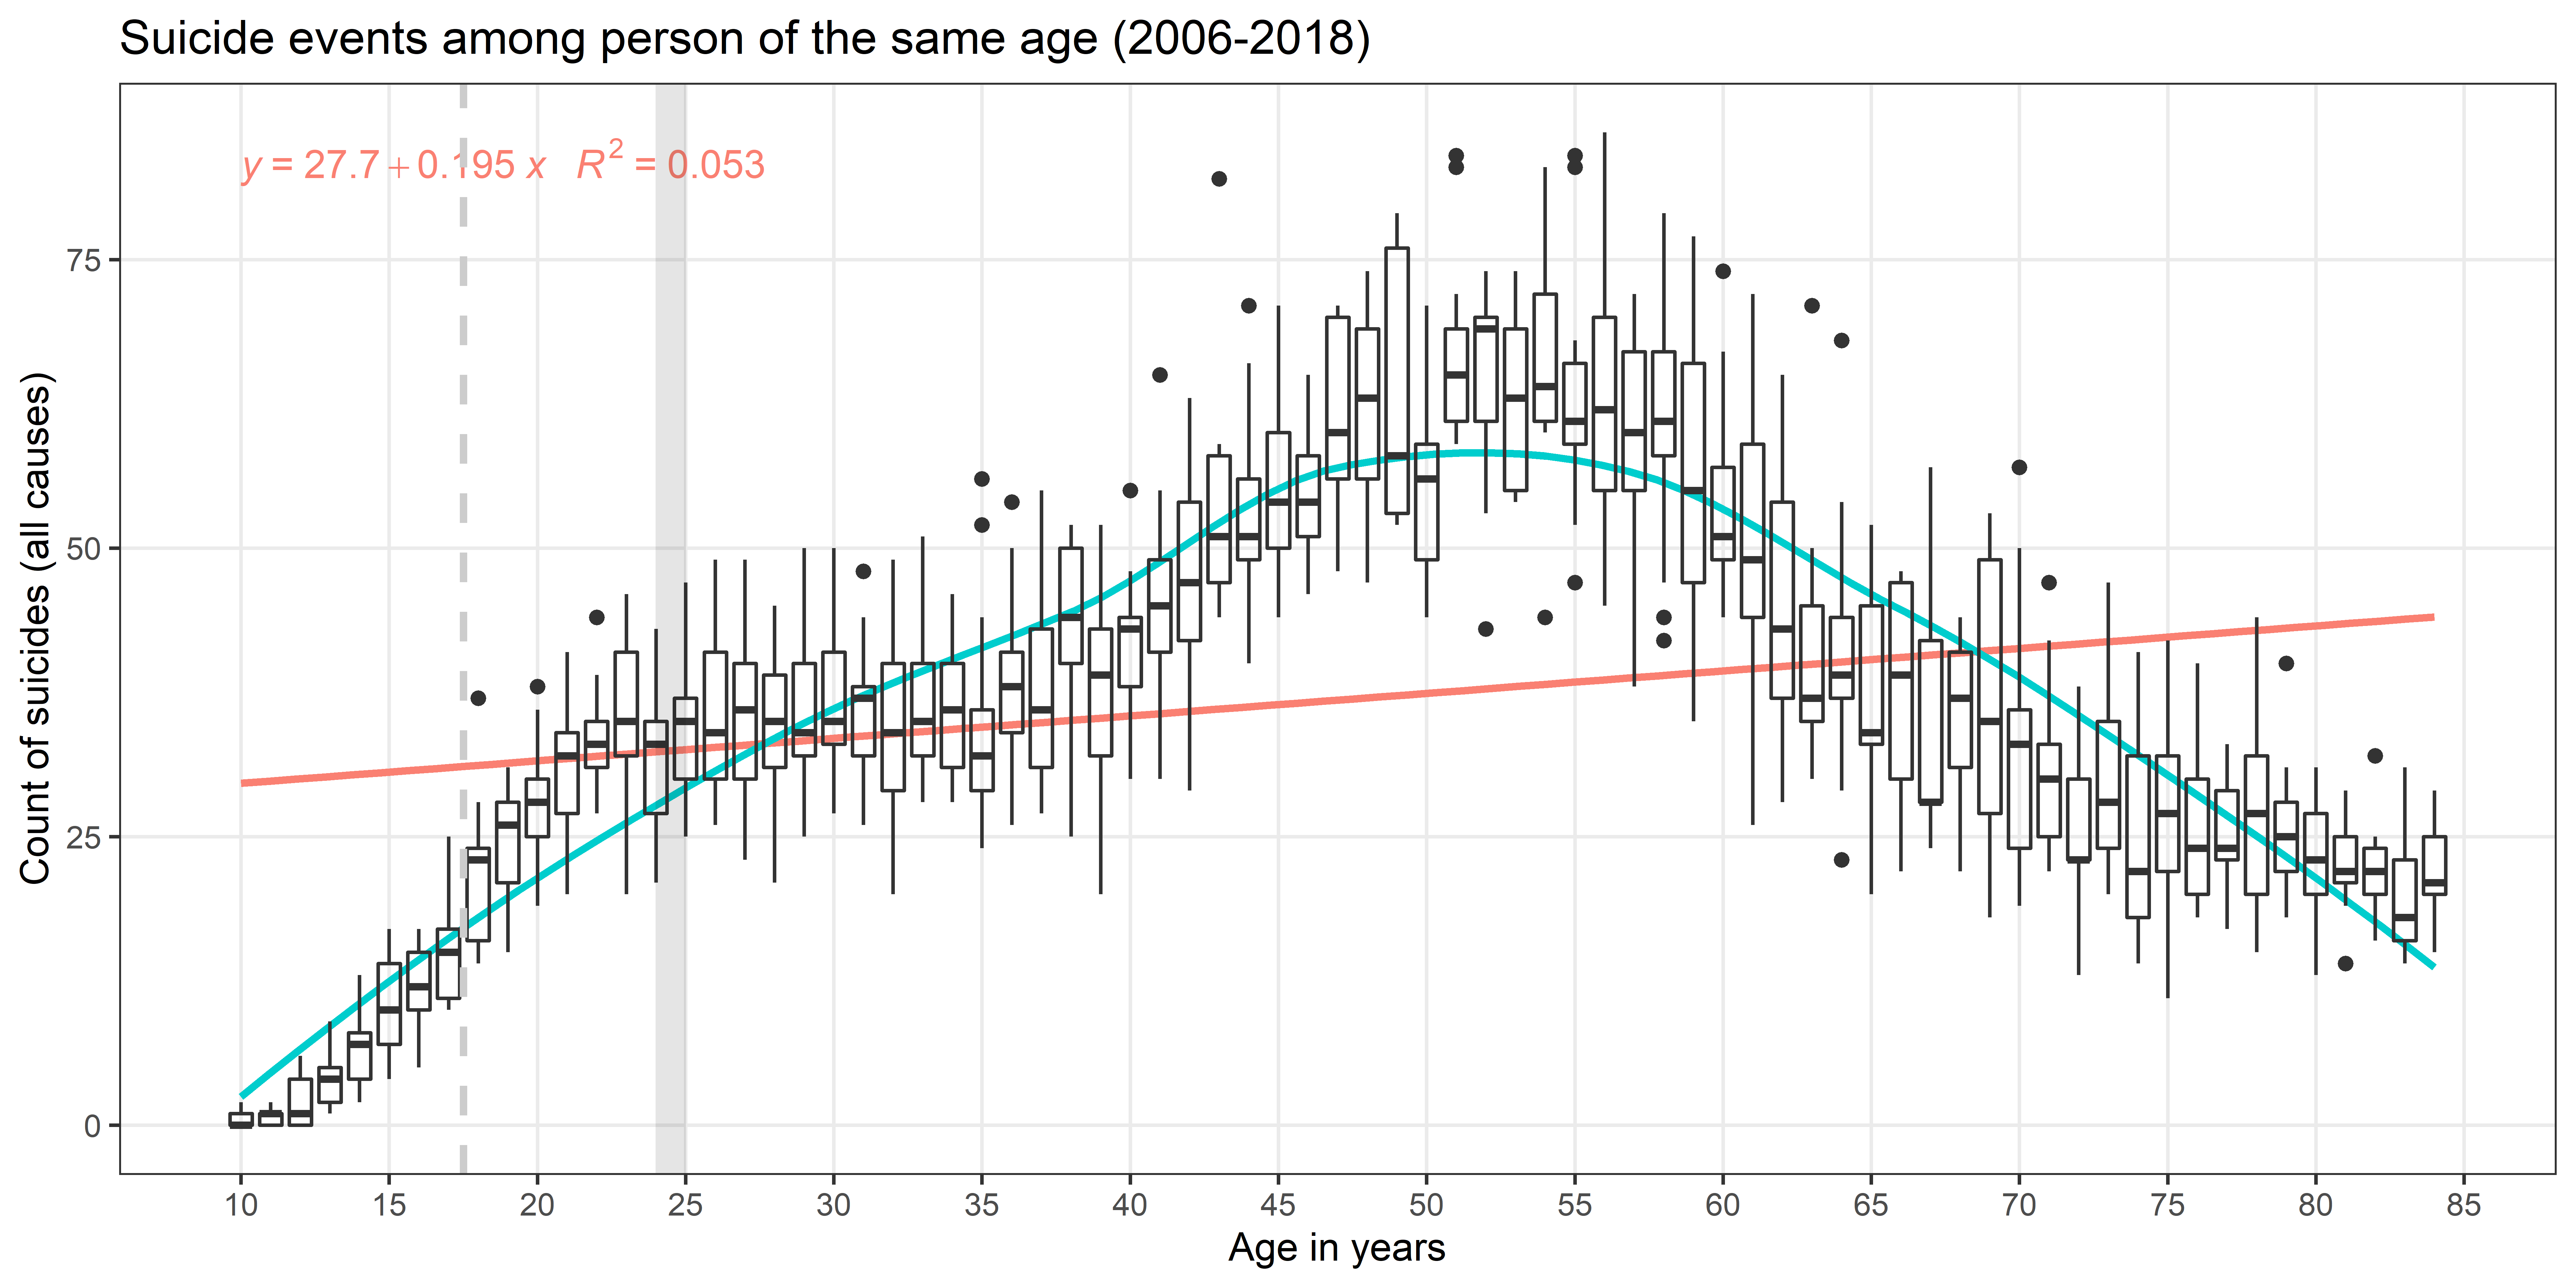 Suicide events among person of the same age (2006-2018)
y = 27.7 + 0.195 x R² = 0.053
Count of suicides (all causes)
75
50
25
0
10 15 20 25 30 35 40 45 50 55 60 65 70 75 80 85
Age in years